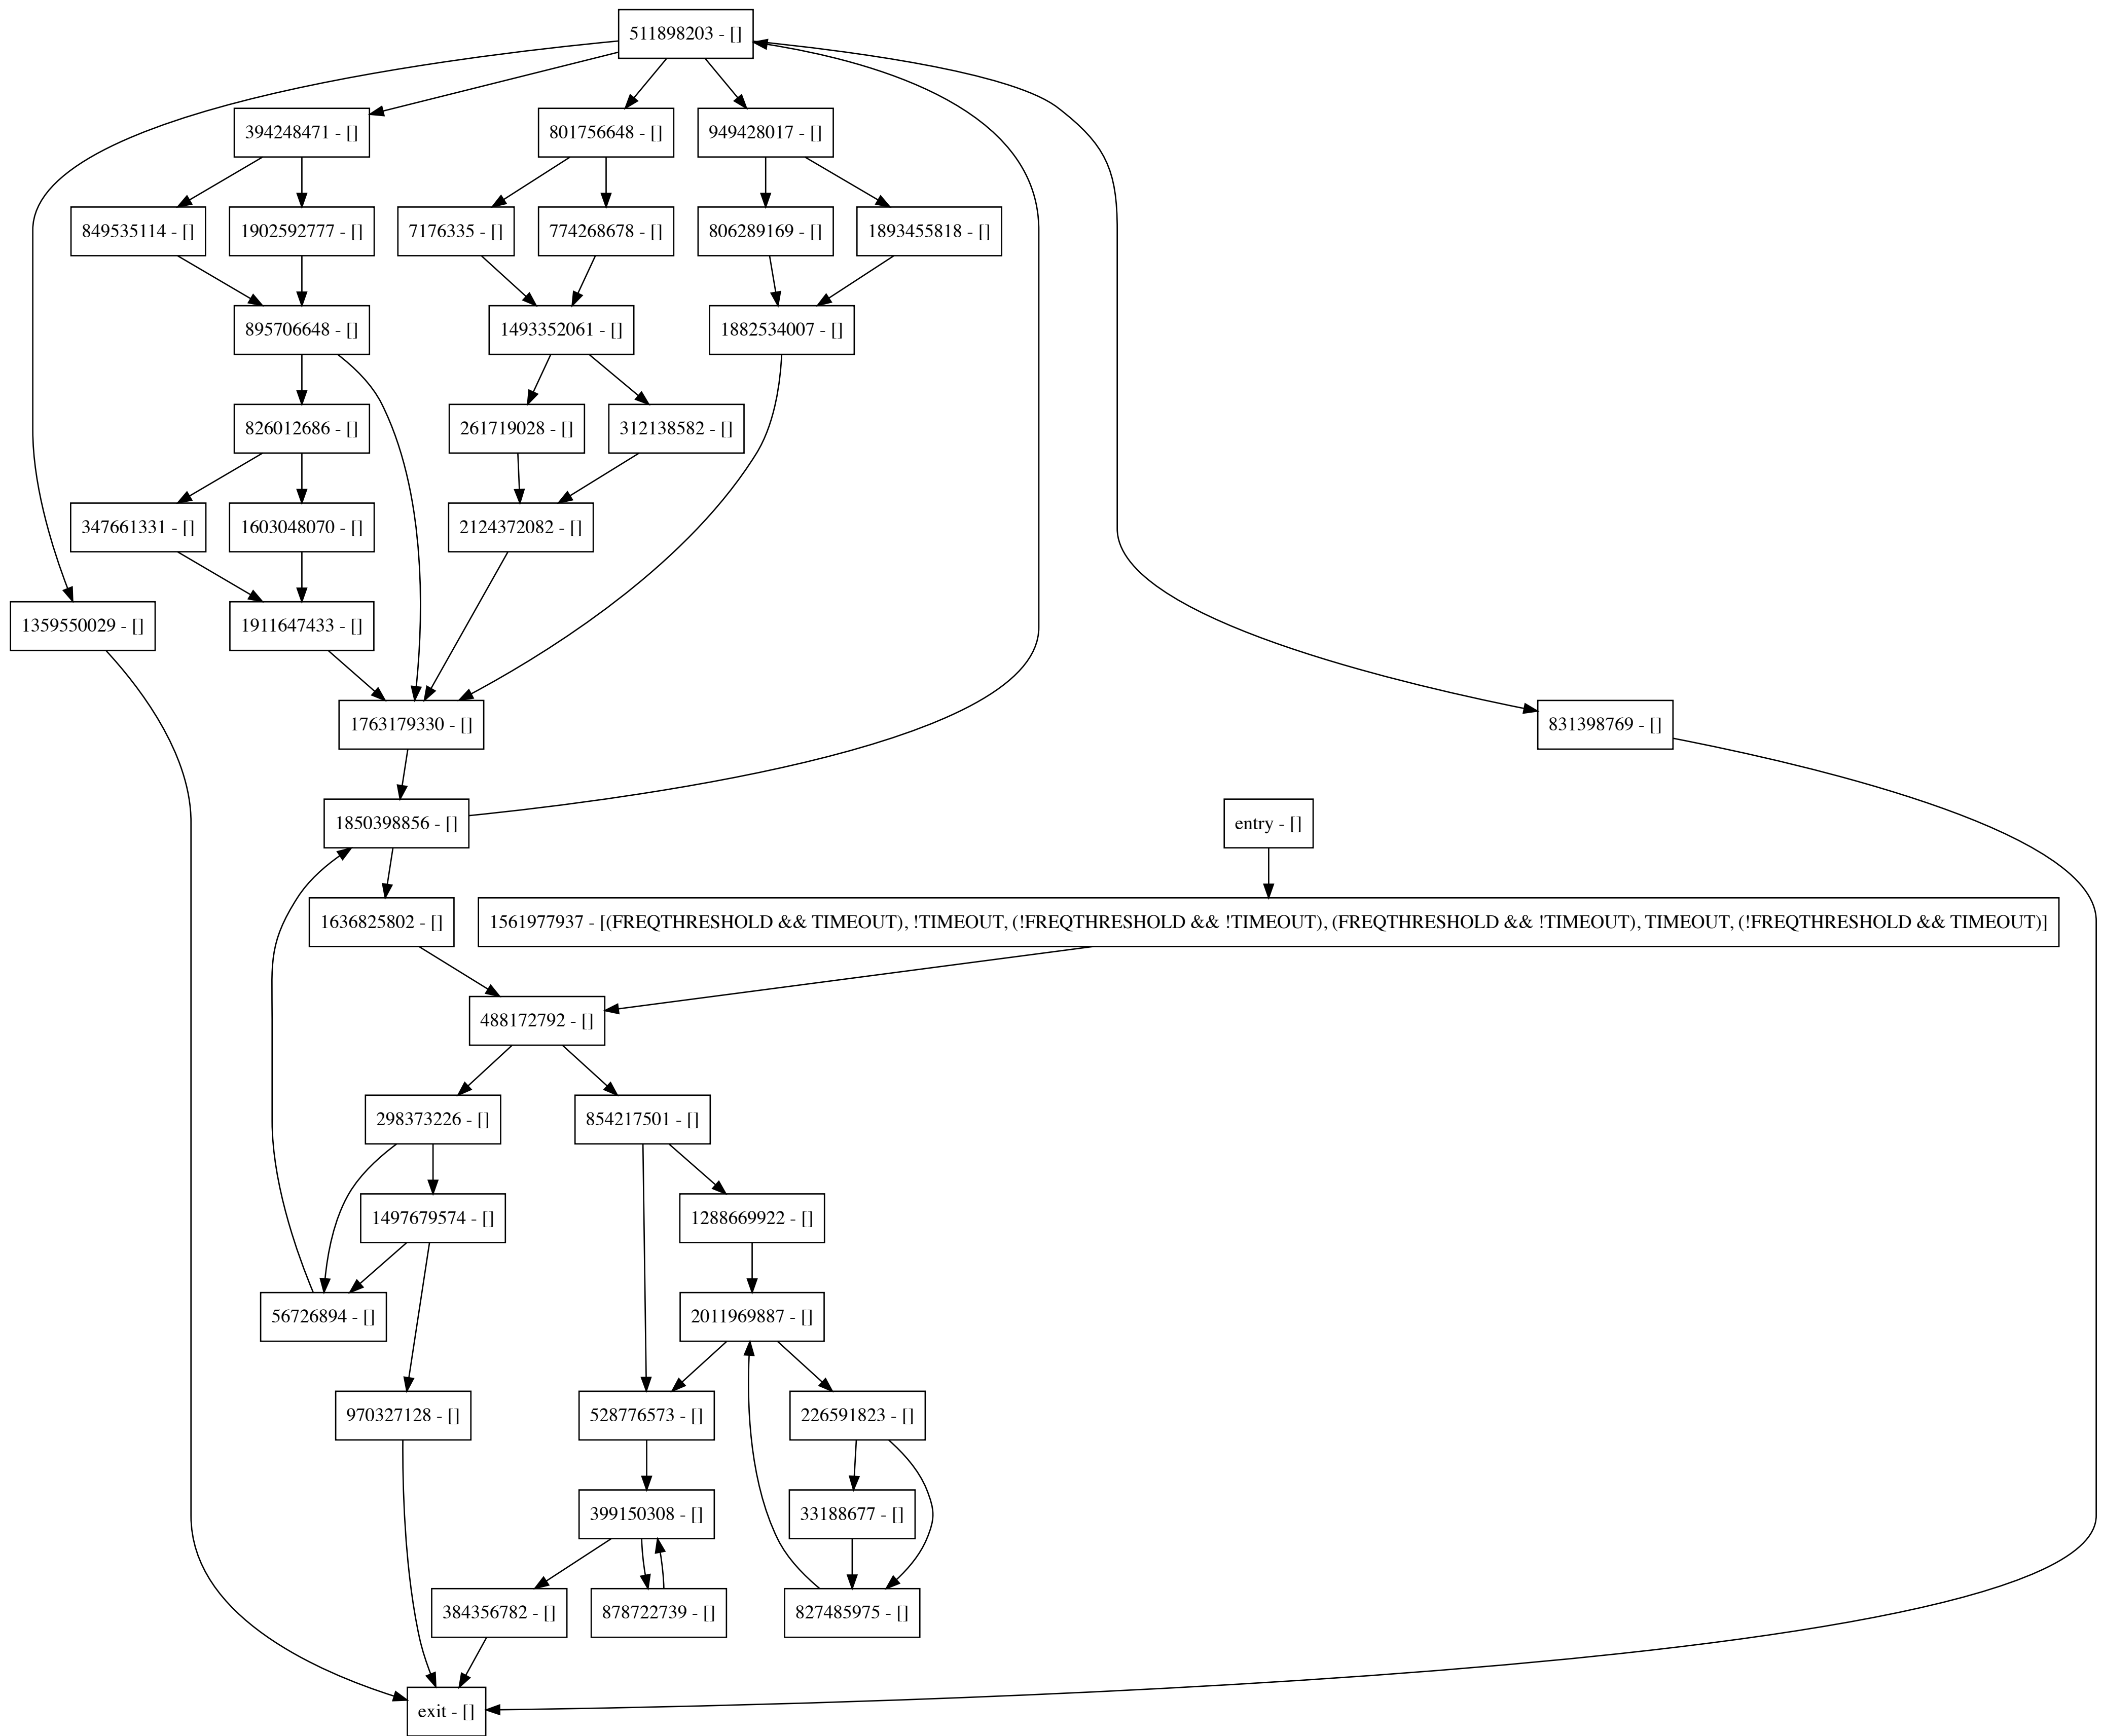 511898203 - []
394248471 - []
801756648 - []
949428017 - []
849535114 - []
1902592777 - []
7176335 - []
774268678 - []
806289169 - []
1893455818 - []
895706648 - []
1493352061 - []
1882534007 - []
826012686 - []
261719028 - []
312138582 - []
347661331 - []
1603048070 - []
2124372082 - []
1359550029 - []
1911647433 - []
1763179330 - []
831398769 - []
1850398856 - []
entry - []
1636825802 - []
1561977937 - [(FREQTHRESHOLD && TIMEOUT), !TIMEOUT, (!FREQTHRESHOLD && !TIMEOUT), (FREQTHRESHOLD && !TIMEOUT), TIMEOUT, (!FREQTHRESHOLD && TIMEOUT)]
488172792 - []
298373226 - []
854217501 - []
1497679574 - []
1288669922 - []
56726894 - []
2011969887 - []
970327128 - []
528776573 - []
226591823 - []
399150308 - []
33188677 - []
384356782 - []
878722739 - []
827485975 - []
exit - []